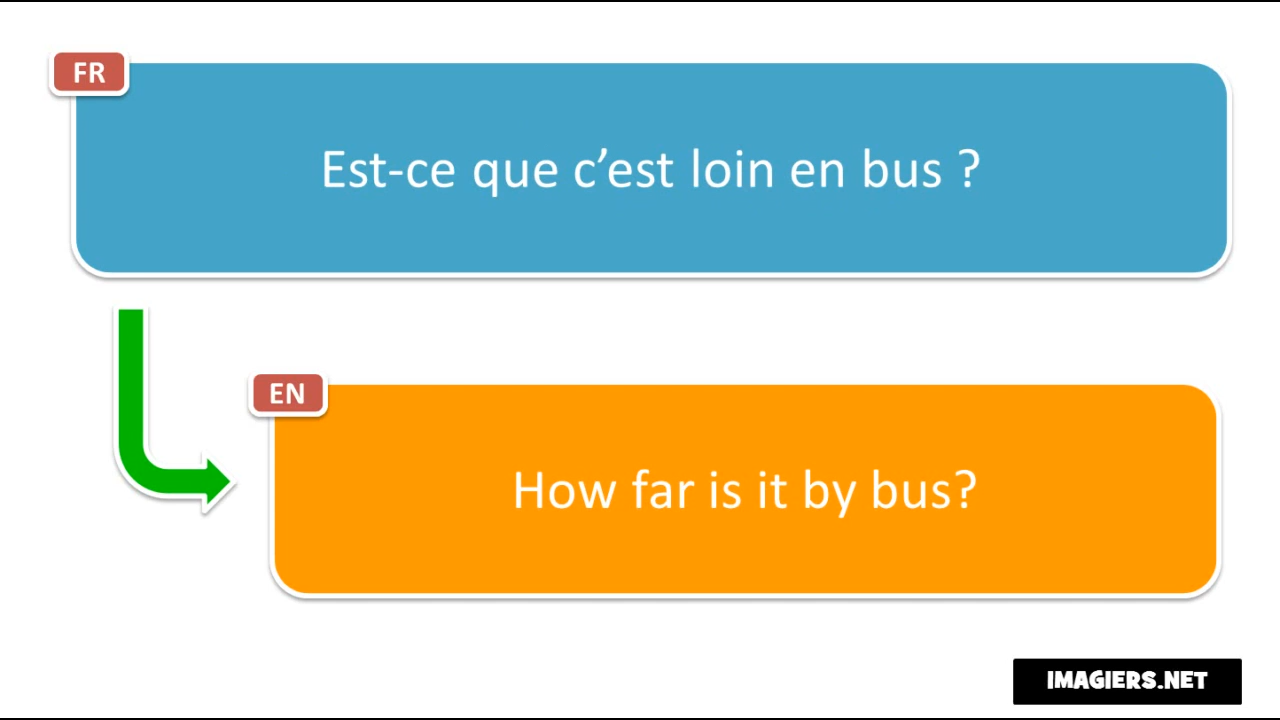 FR
Est-ce que c’est loin en bus ?
EN
How far is it by bus?
IMAGIERS.NET